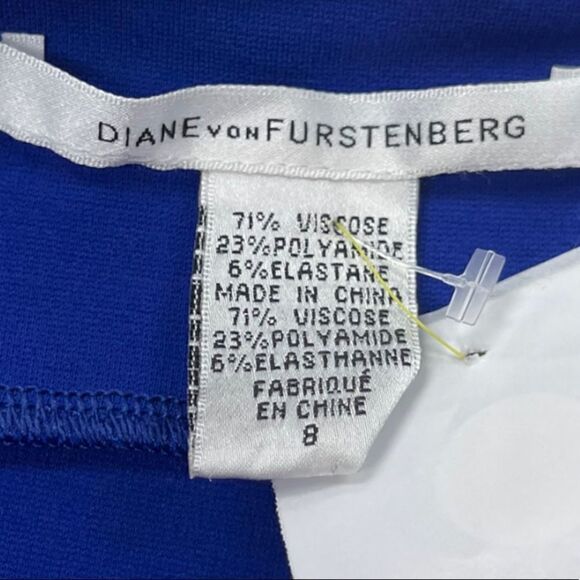 DIANE VON FURSTENBERG
71% VISCOSE
23%POLYAMIDE
6%ELASTANE
MADE IN CHINA
71% VISCOSE
23%POLYAMIDE
6%ELASTHANNE
FABRIQUÉ
EN CHINE
8